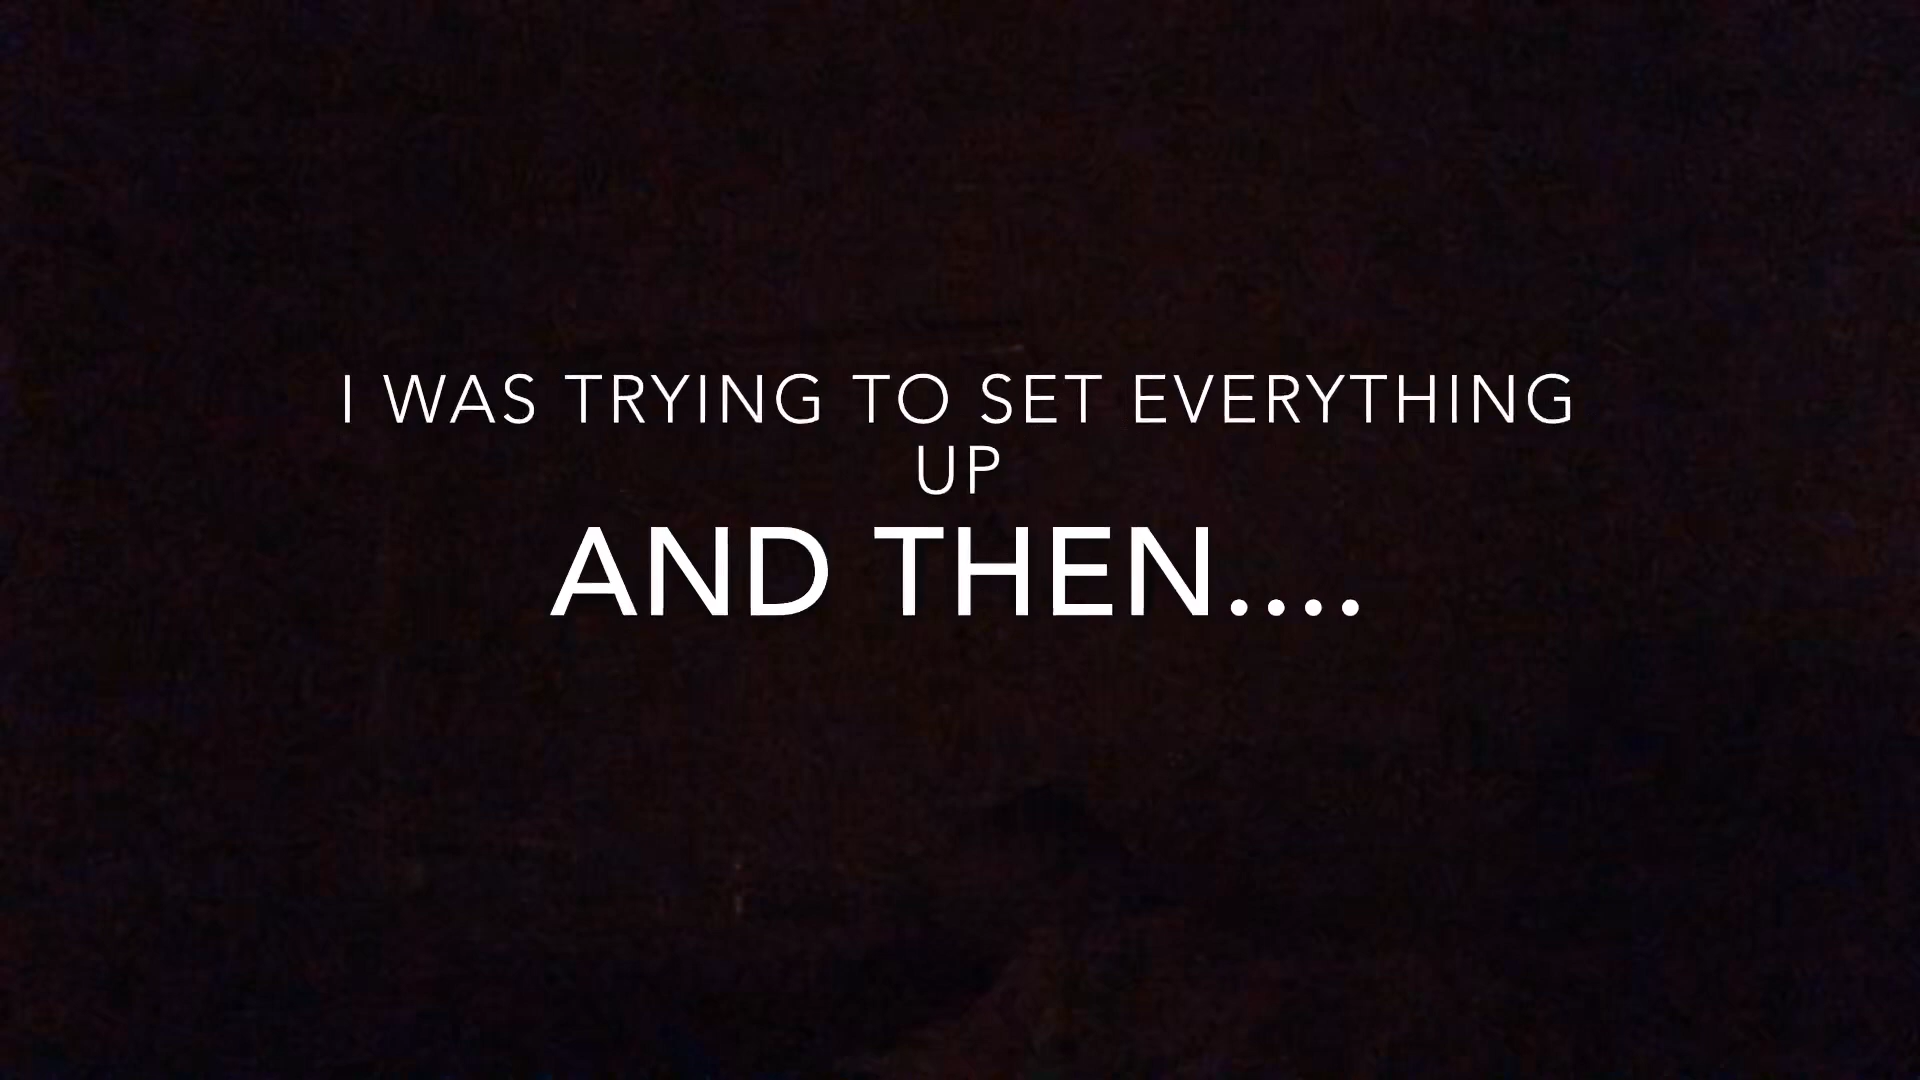 I WAS TRYING TO SET EVERYTHING
UP
AND THEN....